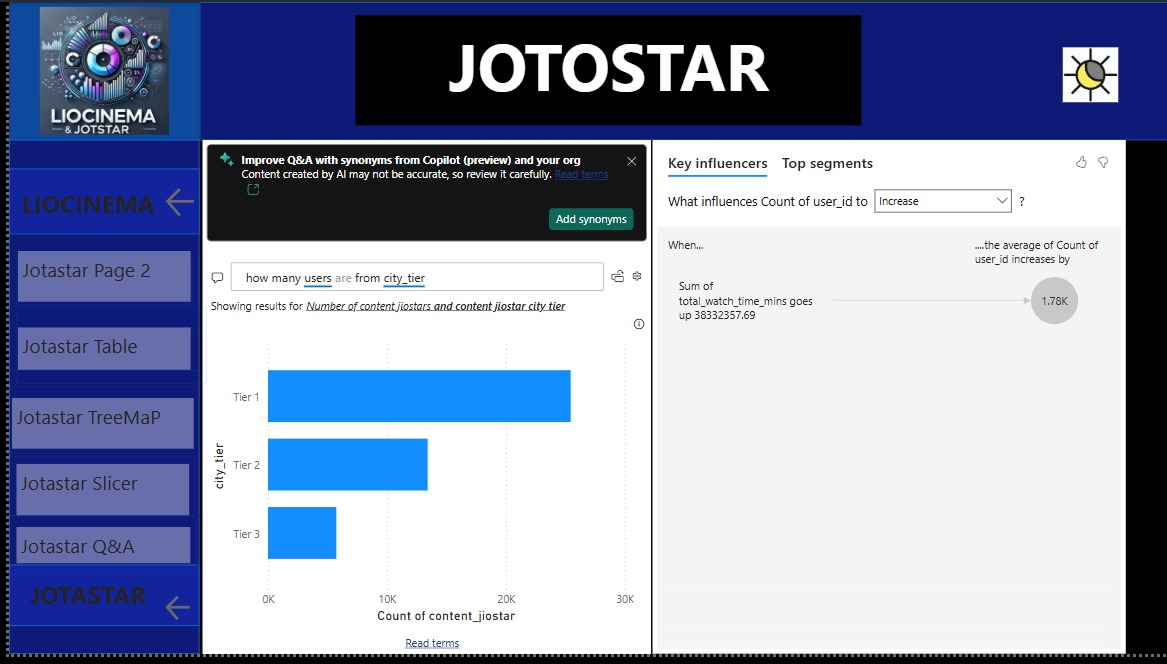 LIO
CINEMA
LIO
LIOCINEMA
& JOTSTAR
JOTOSTAR
LIOCINEMA
Jotastar Page 2
Jotastar Table
Jotastar TreeMaP
Jotastar Slicer
Jotastar Q&A
JOTASTAR
Improve Q&A with synonyms from Copilot (preview) and your org
Content created by AI may not be accurate, so review it carefully. Read terms
Add synonyms
how many users are from city_tier
Showing results for Number of content jiostars and content jiostar city tier
city_tier
Tier 1
Tier 2
Tier 3
0K 10K 20K 30K
Count of content_jiostar
Read terms
Key influencers Top segments
What influences Count of user_id to Increase ?
When...
....the average of Count of
user_id increases by
Sum of
total_watch_time_mins goes
up 38332357.69
1.78K